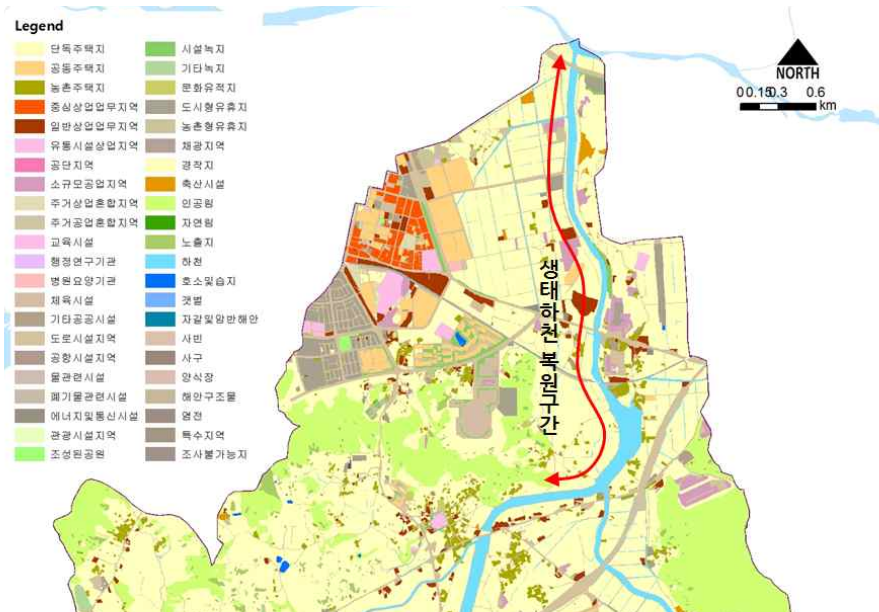 Legend
단독주택지
공동주택지
농촌주택지
중심상업업무지역
일반상업업무지역
유통시설상업지역
공단지역
소규모공업지역
주거상업혼합지역
주거공업혼합지역
교육시설
행정연구기관
병원요양기관
체육시설
기타공공시설
도로시설지역
공항시설지역
물관련시설
폐기물관련시설
에너지및통신시설
관광시설지역
조성된공원
시설녹지
기타녹지
문화유적지
도시형유휴지
농촌형유휴지
채광지역
경작지
축산시설
인공림
자연림
노출지
하천
호소및습지
갯벌
자갈및암반해안
사빈
사구
양식장
해안구조물
염전
특수지역
조사불가능지
NORTH
0 0.15 0.3 0.6
km
생태하천 복원구간